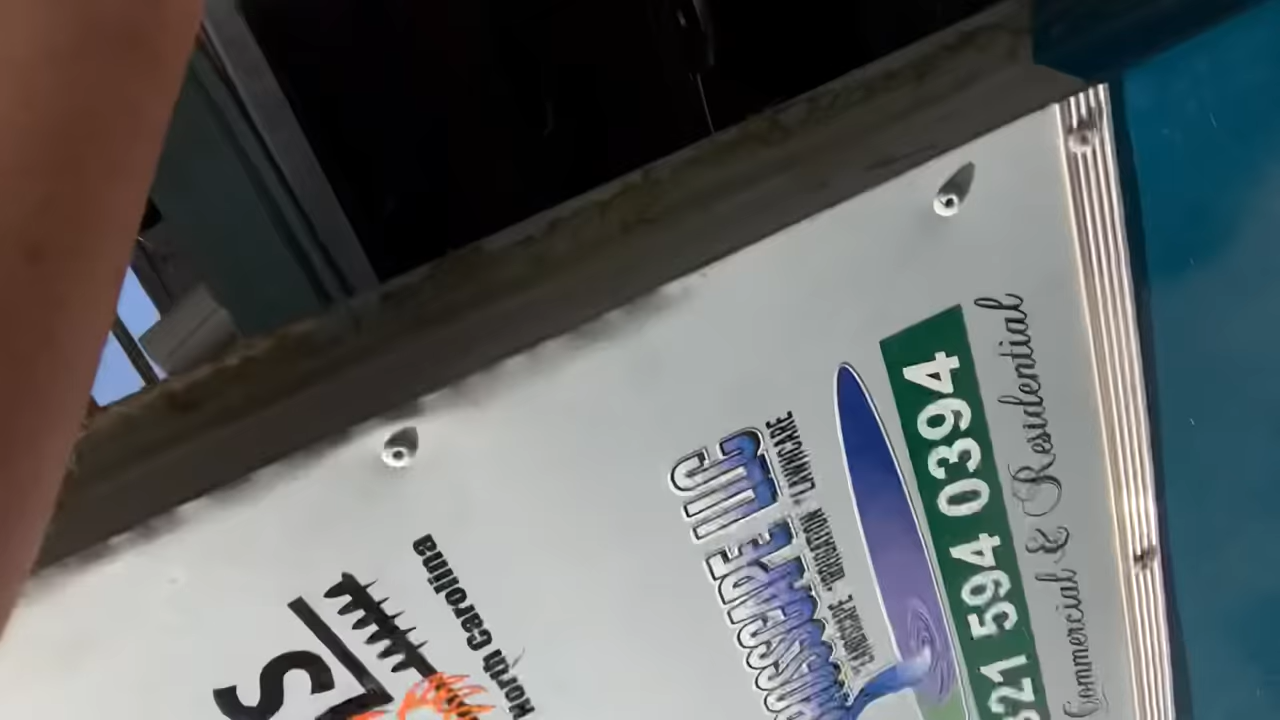 North Carolina
LLC
"LANDSCAPE "IRRIGATION "LAWNCARE
321 594 0394
Commercial & Residential